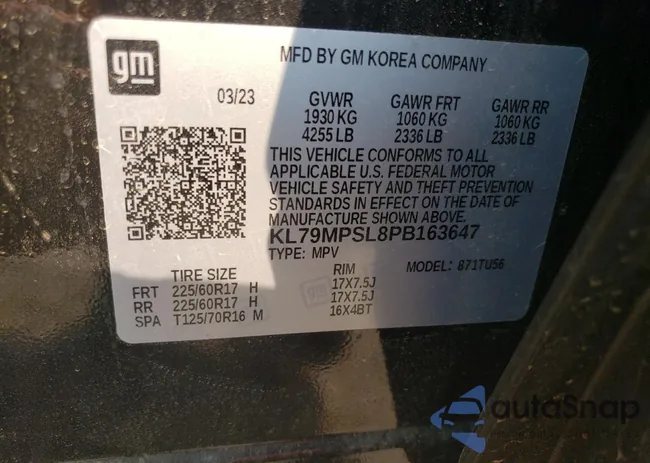 gm
MFD BY GM KOREA COMPANY
03/23
GVWR
1930 KG
4255 LB
GAWR FRT
1060 KG
2336 LB
GAWR RR
1060 KG
2336 LB
THIS VEHICLE CONFORMS TO ALL
APPLICABLE U.S. FEDERAL MOTOR
VEHICLE SAFETY AND THEFT PREVENTION
STANDARDS IN EFFECT ON THE DATE OF
MANUFACTURE SHOWN ABOVE.
KL79MPSL8PB163647
TYPE: MPV
MODEL: 871TU56
TIRE SIZE
RIM
FRT 225/60R17 H 17X7.5J
RR 225/60R17 H 17X7.5J
SPA T125/70R16 M 16X4BT
gm
autoSnap